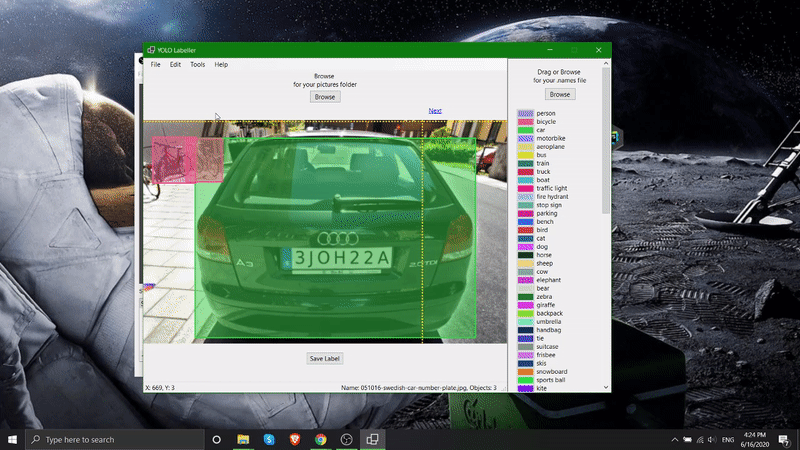 YOLO Labeller
File Edit Tools Help
Browse
for your pictures folder
Browse
Next
Drag or Browse
for your .names file
Browse
person
bicycle
car
motorbike
aeroplane
bus
train
truck
boat
traffic light
fire hydrant
stop sign
parking
bench
bird
cat
dog
horse
sheep
cow
elephant
bear
zebra
giraffe
backpack
umbrella
handbag
tie
suitcase
frisbee
skis
snowboard
sports ball
kite
A3
3JOH22A
2.0TDI
Save Label
X: 669, Y: 3
Name: 051016-swedish-car-number-plate.jpg, Objects: 3
Type here to search
4:24 PM
6/16/2020